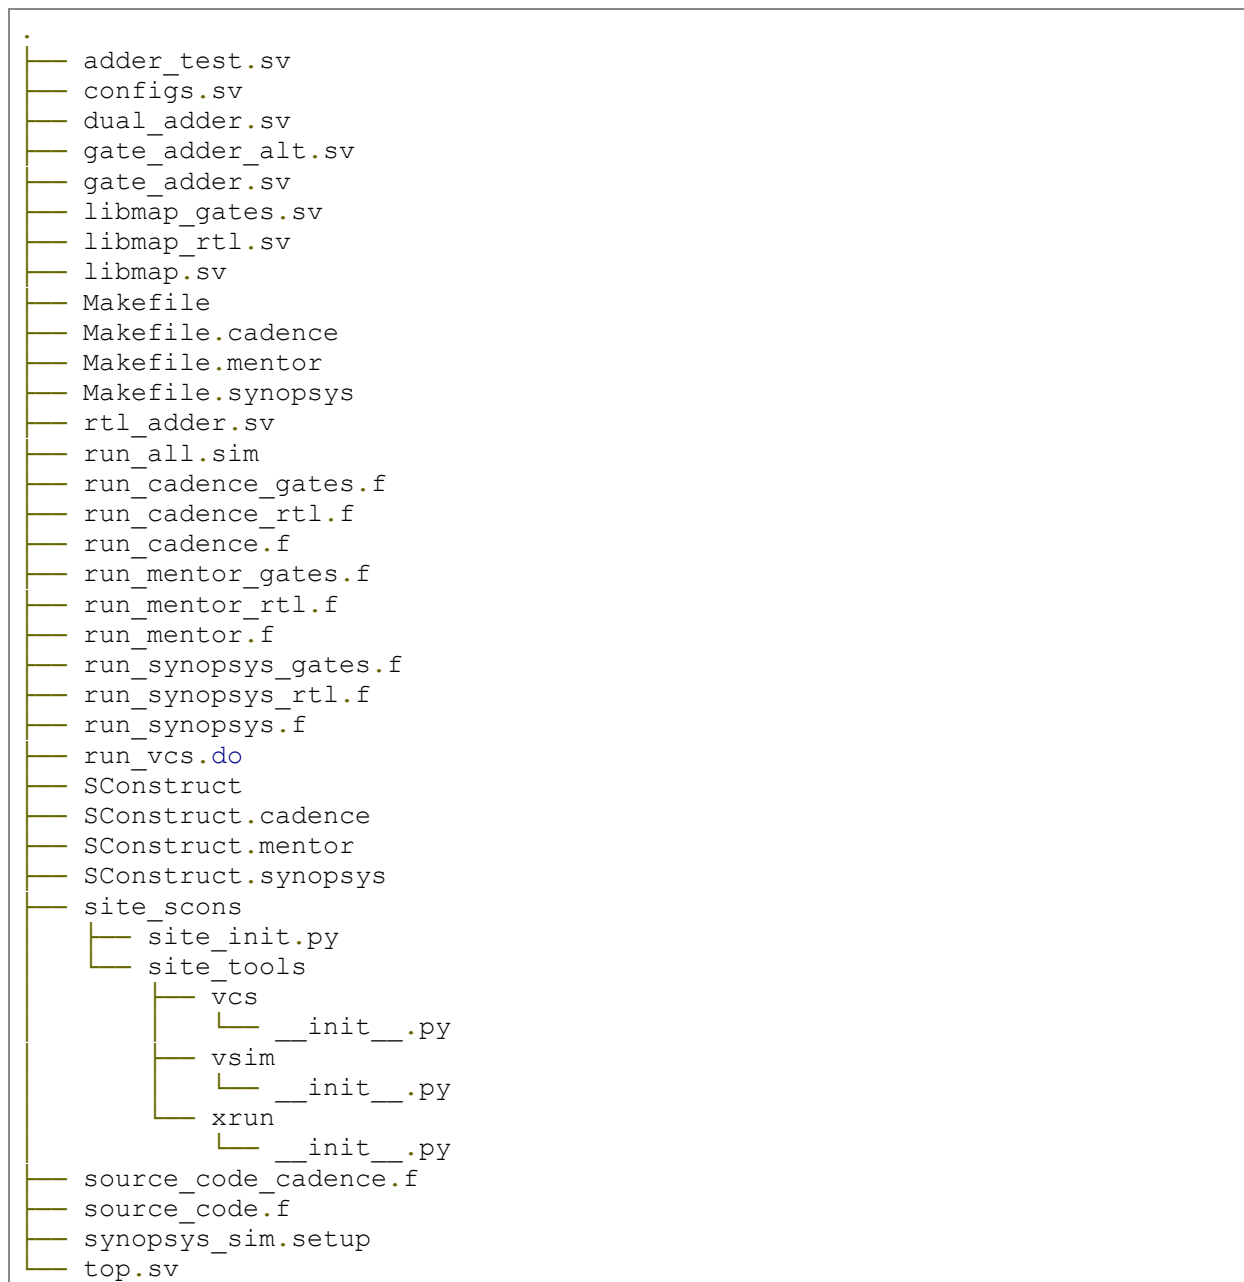 .
├── adder_test.sv
├── configs.sv
├── dual_adder.sv
├── gate_adder_alt.sv
├── gate_adder.sv
├── libmap_gates.sv
├── libmap_rtl.sv
├── libmap.sv
├── Makefile
├── Makefile.cadence
├── Makefile.mentor
├── Makefile.synopsys
├── rtl_adder.sv
├── run_all.sim
├── run_cadence_gates.f
├── run_cadence_rtl.f
├── run_cadence.f
├── run_mentor_gates.f
├── run_mentor_rtl.f
├── run_mentor.f
├── run_synopsys_gates.f
├── run_synopsys_rtl.f
├── run_synopsys.f
├── run_vcs.do
├── SConstruct
├── SConstruct.cadence
├── SConstruct.mentor
├── SConstruct.synopsys
├── site_scons
│   ├── site_init.py
│   └── site_tools
│       ├── vcs
│       │   └── __init__.py
│       ├── vsim
│       │   └── __init__.py
│       └── xrun
│           └── __init__.py
├── source_code_cadence.f
├── source_code.f
├── synopsys_sim.setup
└── top.sv